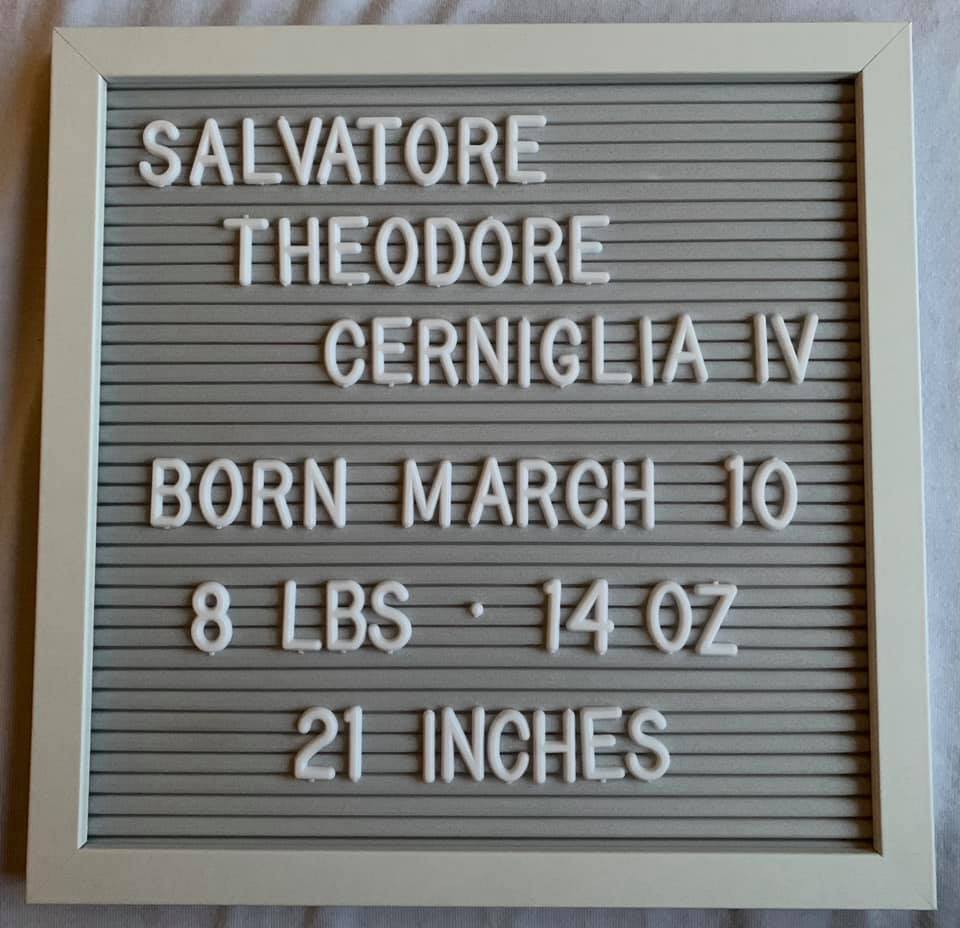 SALVATORE
THEODORE
CERNIGLIA IV
BORN MARCH 10
8 LBS · 14 OZ
21 INCHES